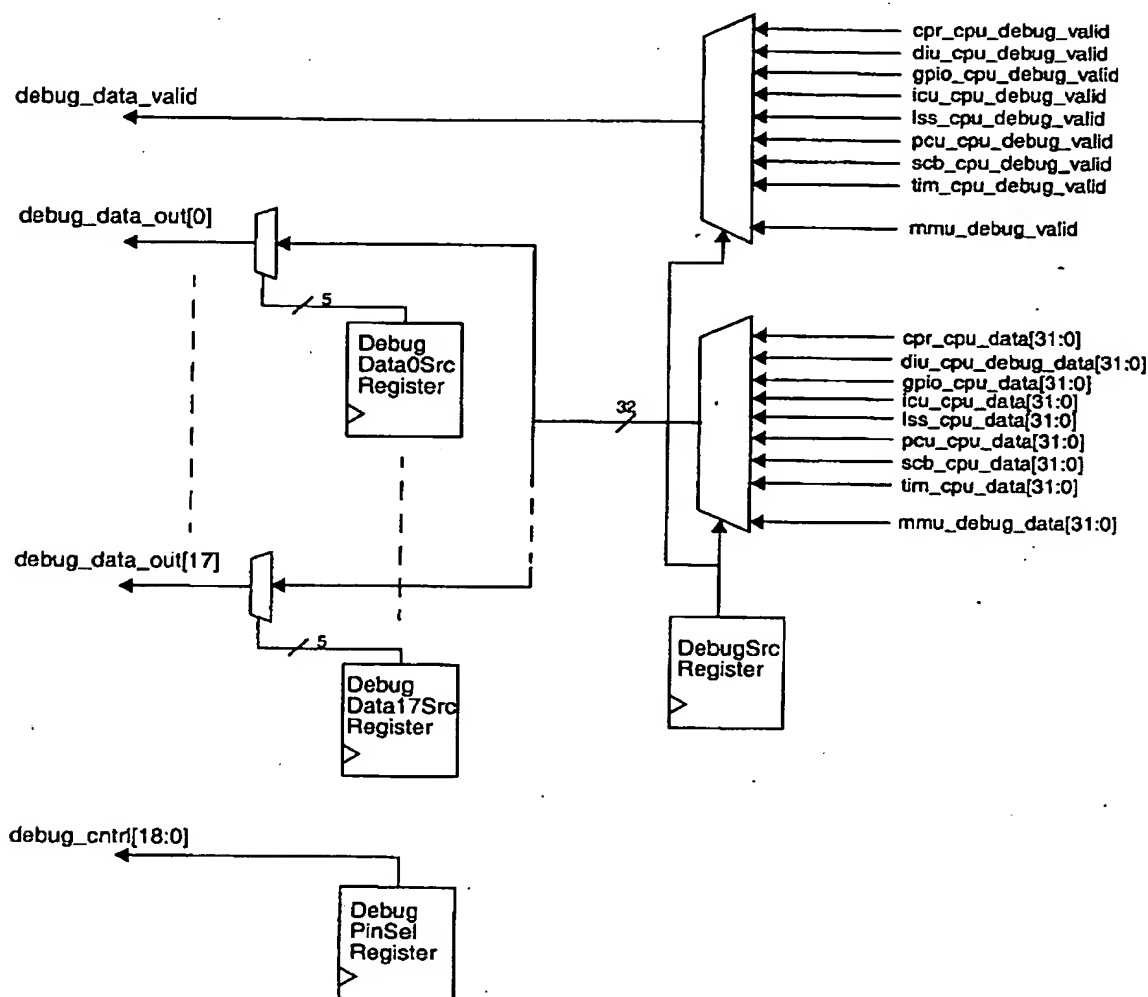 cpr_cpu_debug_valid
diu_cpu_debug_valid
gpio_cpu_debug_valid
icu_cpu_debug_valid
lss_cpu_debug_valid
pcu_cpu_debug_valid
scb_cpu_debug_valid
tim_cpu_debug_valid
mmu_debug_valid
debug_data_valid
debug_data_out[0]
5
Debug
Data0Src
Register
cpr_cpu_data[31:0]
diu_cpu_debug_data[31:0]
gpio_cpu_data[31:0]
icu_cpu_data[31:0]
lss_cpu_data[31:0]
pcu_cpu_data[31:0]
scb_cpu_data[31:0]
tim_cpu_data[31:0]
mmu_debug_data[31:0]
32
debug_data_out[17]
5
Debug
Data17Src
Register
DebugSrc
Register
debug_cntrl[18:0]
Debug
PinSel
Register